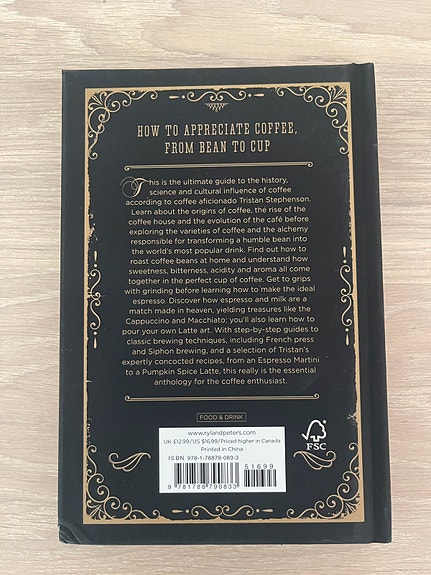 HOW TO APPRECIATE COFFEE,
FROM BEAN TO CUP
This is the ultimate guide to the history,
science and cultural influence of coffee
according to coffee aficionado Tristan Stephenson.
Learn about the origins of coffee, the rise of the
coffee house and the evolution of the café before
exploring the varieties of coffee and the alchemy
responsible for transforming a humble bean into
the world's most popular drink. Find out how to
roast coffee beans at home and understand how
sweetness, bitterness, acidity and aroma all come
together in the perfect cup of coffee. Get to grips
with grinding before learning how to make the ideal
espresso. Discover how espresso and milk are a
match made in heaven, yielding treasures like the
Cappuccino and Macchiato; you'll also learn how to
pour your own Latte art. With step-by-step guides to
classic brewing techniques, including French press
and Siphon brewing, and a selection of Tristan's
expertly concocted recipes, from an Espresso Martini
to a Pumpkin Spice Latte, this really is the essential
anthology for the coffee enthusiast.
FOOD & DRINK
www.rylandpeters.com
UK £12.99/US $16.99/Priced higher in Canada
Printed in China
ISBN 978-1-78879-083-3
51699
9 781788 790833
FSC